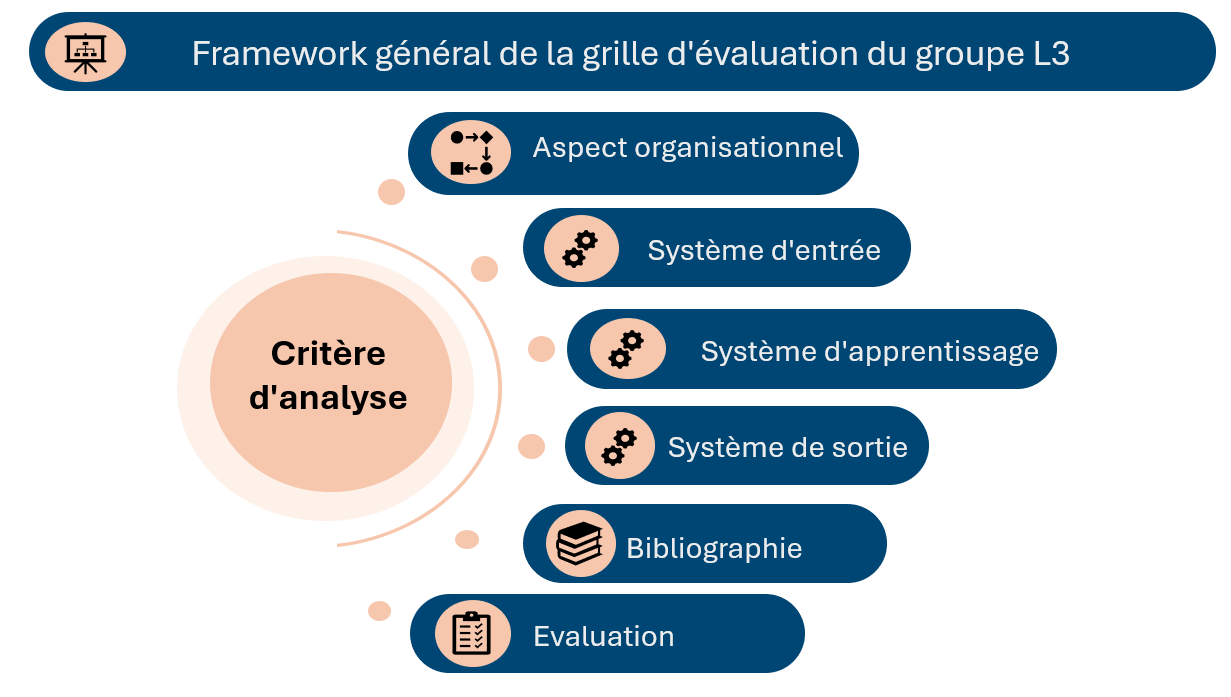 Framework général de la grille d'évaluation du groupe L3
Aspect organisationnel
Système d'entrée
Critère
d'analyse
Système d'apprentissage
Système de sortie
Bibliographie
Evaluation